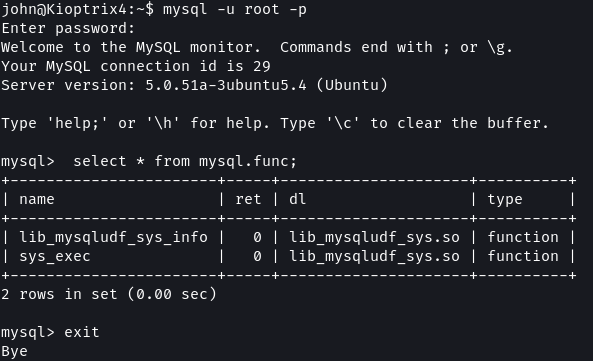 john@Kioptrix4:~$ mysql -u root -p
Enter password:
Welcome to the MySQL monitor.  Commands end with ; or \g.
Your MySQL connection id is 29
Server version: 5.0.51a-3ubuntu5.4 (Ubuntu)
Type 'help;' or '\h' for help. Type '\c' to clear the buffer.
mysql>  select * from mysql.func;
+-----------------------+-----+---------------------+----------+
| name                  | ret | dl                  | type     |
+-----------------------+-----+---------------------+----------+
| lib_mysqludf_sys_info |   0 | lib_mysqludf_sys.so | function |
| sys_exec              |   0 | lib_mysqludf_sys.so | function |
+-----------------------+-----+---------------------+----------+
2 rows in set (0.00 sec)
mysql> exit
Bye